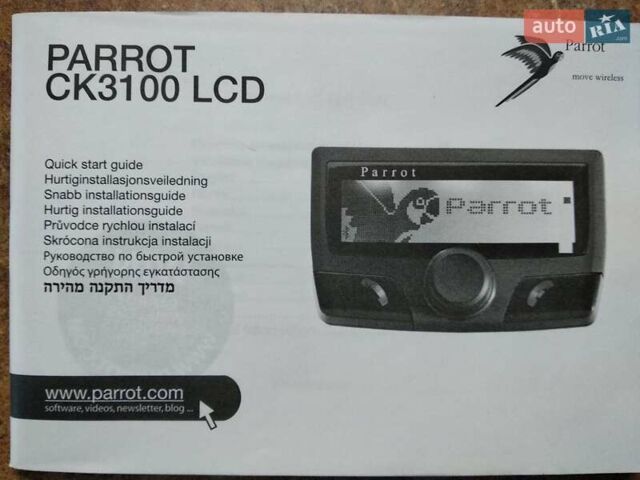 auto RIA.com
Parrot
move wireless
PARROT
CK3100 LCD
Quick start guide
Hurtiginstallasjonsveiledning
Snabb installationsguide
Hurtig installationsguide
Průvodce rychlou instalací
Skrócona instrukcja instalacji
Руководство по быстрой установке
Οδηγός γρήγορης εγκατάστασης
מדריך התקנה מהירה
Parrot
Parrot
www.parrot.com
software, videos, newsletter, blog ...